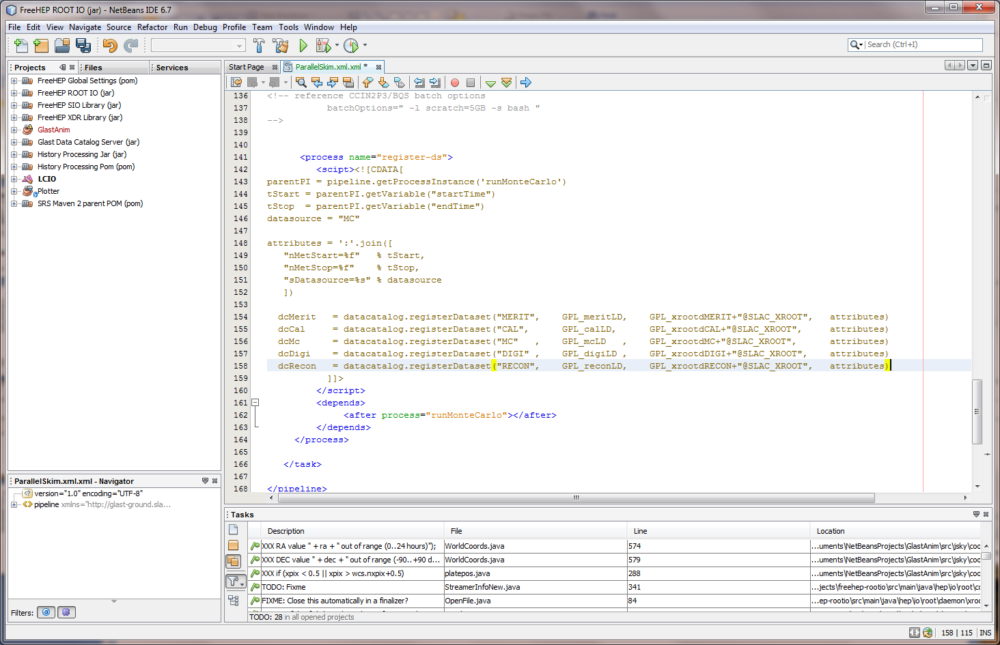 FreeHEP ROOT IO (jar) - NetBeans IDE 6.7
File Edit View Navigate Source Refactor Run Debug Profile Team Tools Window Help
Search (Ctrl+I)
Projects Files Services
FreeHEP Global Settings (pom)
FreeHEP ROOT IO (jar)
FreeHEP SIO Library (jar)
FreeHEP XDR Library (jar)
GlastAnim
Glast Data Catalog Server (jar)
History Processing Jar (jar)
History Processing Pom (pom)
LCIO
Plotter
SRS Maven 2 parent POM (pom)
Start Page ParallelSkim.xml.xml *
136 <!-- reference CCIN2P3/BQS batch options
137 batchOptions=" -l scratch=5GB -s bash "
138 -->
139
140
141 <process name="register-ds">
142 <scipt><![CDATA[
143 parentPI = pipeline.getProcessInstance('runMonteCarlo')
144 tStart = parentPI.getVariable("startTime")
145 tStop = parentPI.getVariable("endTime")
146 datasource = "MC"
147
148 attributes = ':'.join([
149 "nMetStart=%f" % tStart,
150 "nMetStop=%f" % tStop,
151 "sDatasource=%s" % datasource
152 ])
153
154 dcMerit = datacatalog.registerDataset("MERIT", GPL_meritLD, GPL_xrootdMERIT+"@SLAC_XROOT", attributes)
155 dcCal = datacatalog.registerDataset("CAL", GPL_calLD, GPL_xrootdCAL+"@SLAC_XROOT", attributes)
156 dcMc = datacatalog.registerDataset("MC" , GPL_mcLD , GPL_xrootdMC+"@SLAC_XROOT", attributes)
157 dcDigi = datacatalog.registerDataset("DIGI" , GPL_digiLD , GPL_xrootdDIGI+"@SLAC_XROOT", attributes)
158 dcRecon = datacatalog.registerDataset("RECON", GPL_reconLD, GPL_xrootdRECON+"@SLAC_XROOT", attributes)
159 ]]>
160 </script>
161 <depends>
162 <after process="runMonteCarlo"></after>
163 </depends>
164 </process>
165
166 </task>
167
168 </pipeline>
ParallelSkim.xml.xml - Navigator
version="1.0" encoding="UTF-8"
pipeline xmlns="http://glast-ground.sla...
Filters:
Tasks
Description File Line Location
XXX RA value " + ra + " out of range (0..24 hours)"); WorldCoords.java 574 ...uments\NetBeansProjects\GlastAnim\src\jsky\coo
XXX DEC value " + dec + " out of range (-90..+90 d... WorldCoords.java 579 ...uments\NetBeansProjects\GlastAnim\src\jsky\coo
XXX if (xpix < 0.5 || xpix > wcs.nxpix+0.5) platepos.java 288 ...uments\NetBeansProjects\GlastAnim\src\jsky\coo
TODO: Fixme StreamerInfoNew.java 341 ...jects\freehep-rootio\src\main\java\hep\io\root\co
FIXME: Close this automatically in a finalizer? OpenFile.java 84 ...ep-rootio\src\main\java\hep\io\root\daemon\xroo
TODO: 28 in all opened projects
158 | 115 INS